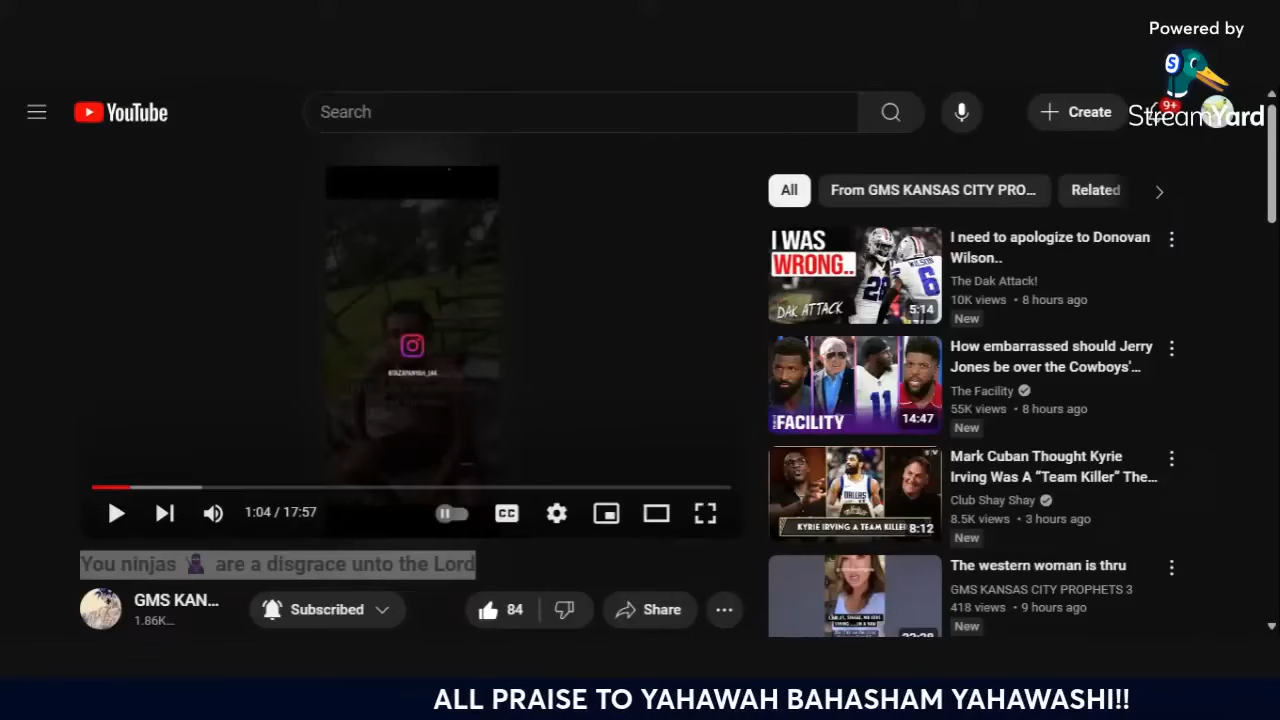 Powered by
StreamYard
YouTube
Search
Create
9+
All
From GMS KANSAS CITY PRO...
Related
I WAS
WRONG..
DAK ATTACK
5:14
I need to apologize to Donovan
Wilson..
The Dak Attack!
10K views • 8 hours ago
New
FACILITY
14:47
How embarrassed should Jerry
Jones be over the Cowboys'...
The Facility
55K views • 8 hours ago
New
KYRIE IRVING A TEAM KILLER
8:12
Mark Cuban Thought Kyrie
Irving Was A “Team Killer” The...
Club Shay Shay
8.5K views • 3 hours ago
New
The western woman is thru
GMS KANSAS CITY PROPHETS 3
418 views • 9 hours ago
New
1:04 / 17:57
CC
You ninjas 🥷 are a disgrace unto the Lord
GMS KAN...
1.86K...
Subscribed
84
Share
ALL PRAISE TO YAHAWAH BAHASHAM YAHAWASHI!!